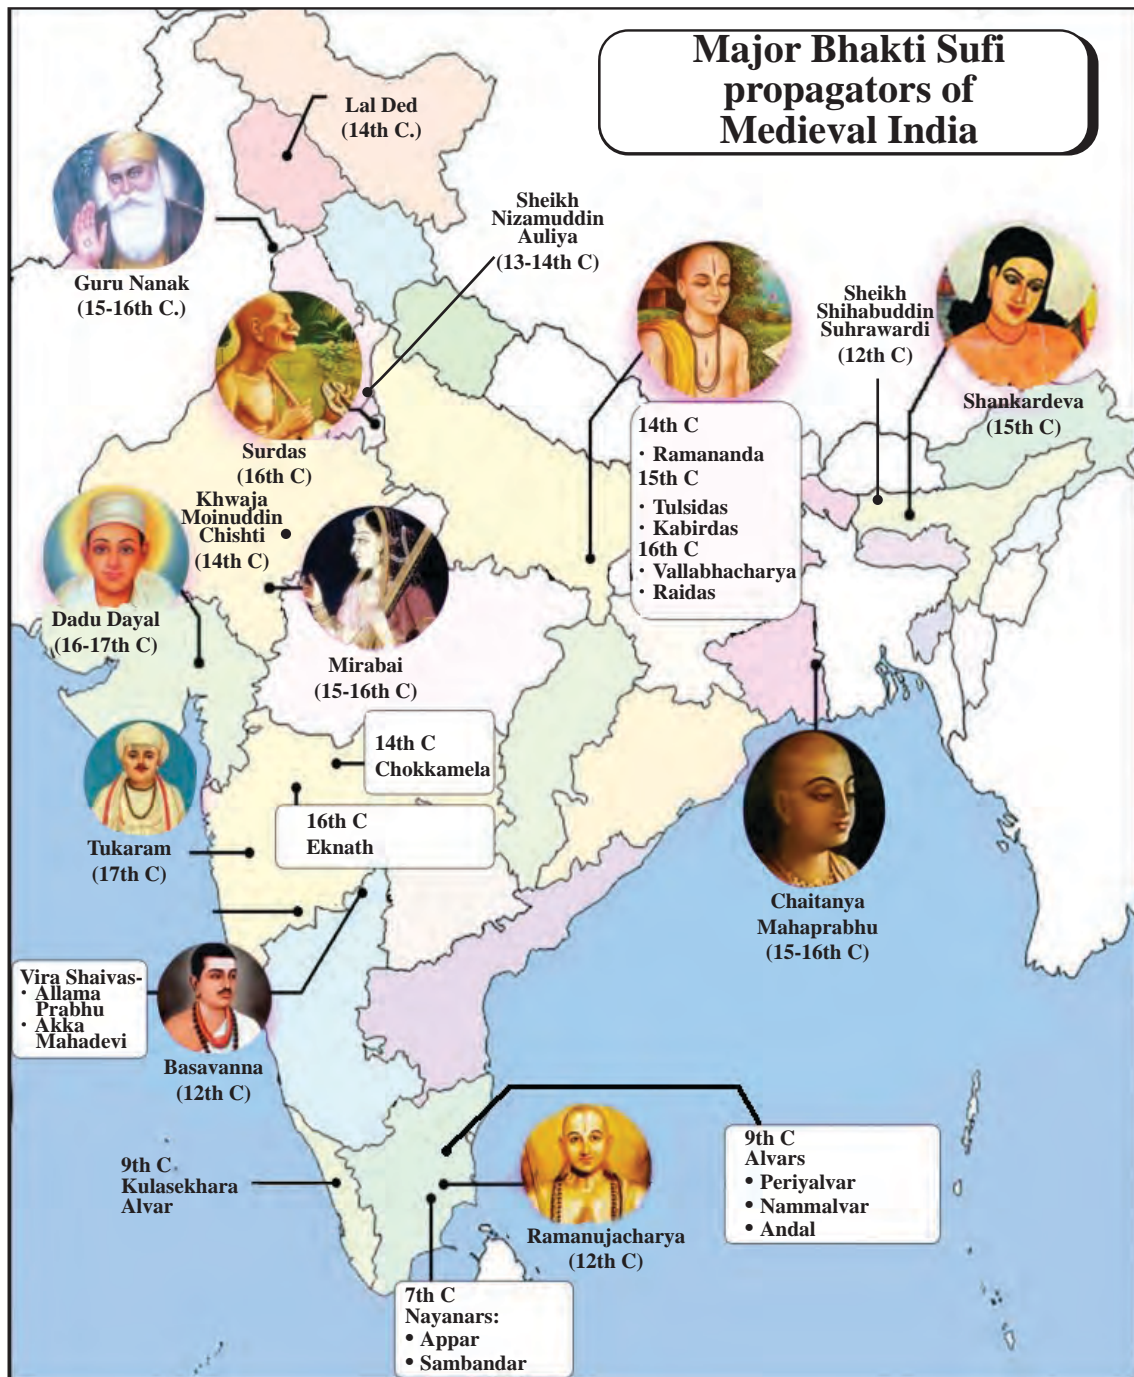 Major Bhakti Sufi
propagators of
Medieval India
Lal Ded
(14th C.)
Sheikh
Nizamuddin
Auliya
(13-14th C)
Guru Nanak
(15-16th C.)
Sheikh
Shihabuddin
Suhrawardi
(12th C)
Shankardeva
(15th C)
Surdas
(16th C)
14th C
· Ramananda
15th C
· Tulsidas
· Kabirdas
16th C
· Vallabhacharya
· Raidas
Khwaja
Moinuddin
Chishti
(14th C)
Dadu Dayal
(16-17th C)
Mirabai
(15-16th C)
14th C
Chokkamela
16th C
Eknath
Tukaram
(17th C)
Chaitanya
Mahaprabhu
(15-16th C)
Vira Shaivas-
· Allama
Prabhu
· Akka
Mahadevi
Basavanna
(12th C)
9th C
Kulasekhara
Alvar
Ramanujacharya
(12th C)
9th C
Alvars
• Periyalvar
• Nammalvar
• Andal
7th C
Nayanars:
• Appar
• Sambandar